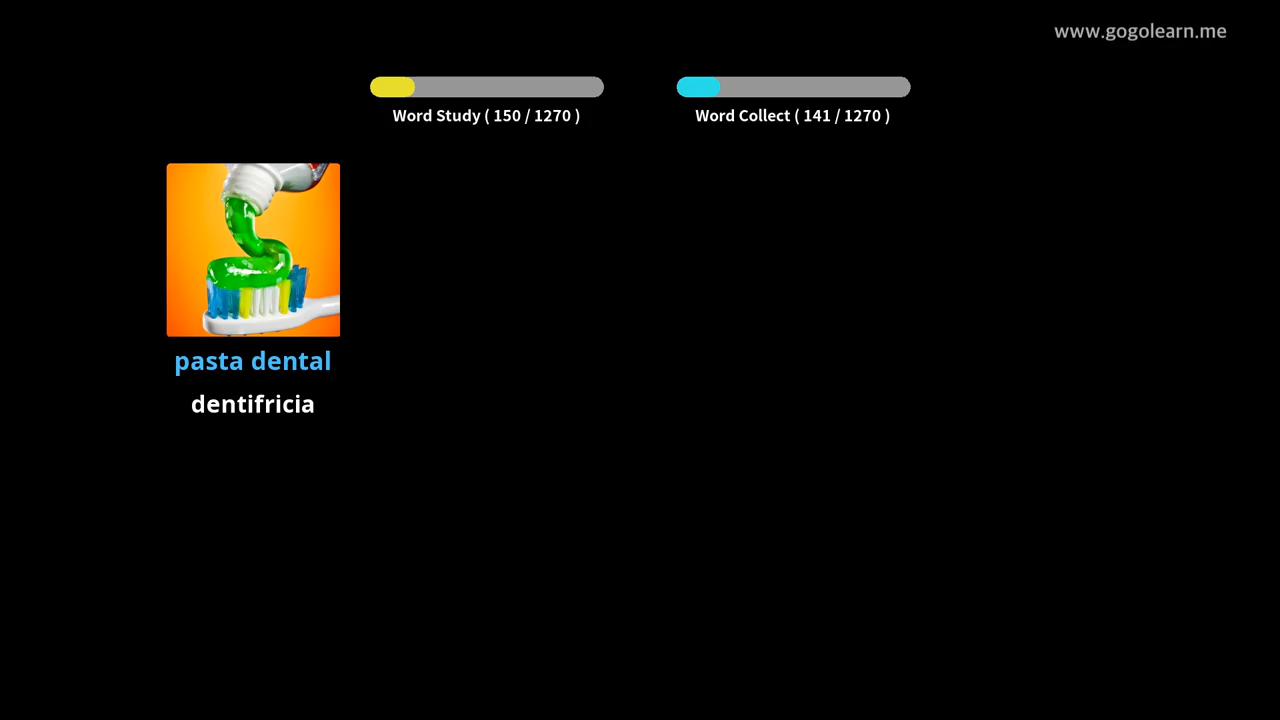 www.gogolearn.me
Word Study ( 150 / 1270 )
Word Collect ( 141 / 1270 )
pasta dental
dentifricia